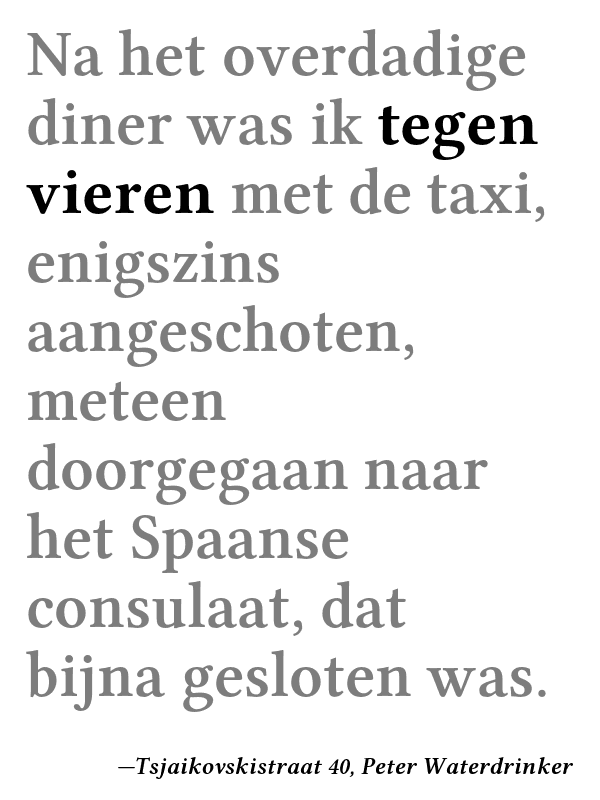 Na het overdadige
diner was ik tegen
vieren met de taxi,
enigszins
aangeschoten,
meteen
doorgegaan naar
het Spaanse
consulaat, dat
bijna gesloten was.
—Tsjaikovskistraat 40, Peter Waterdrinker